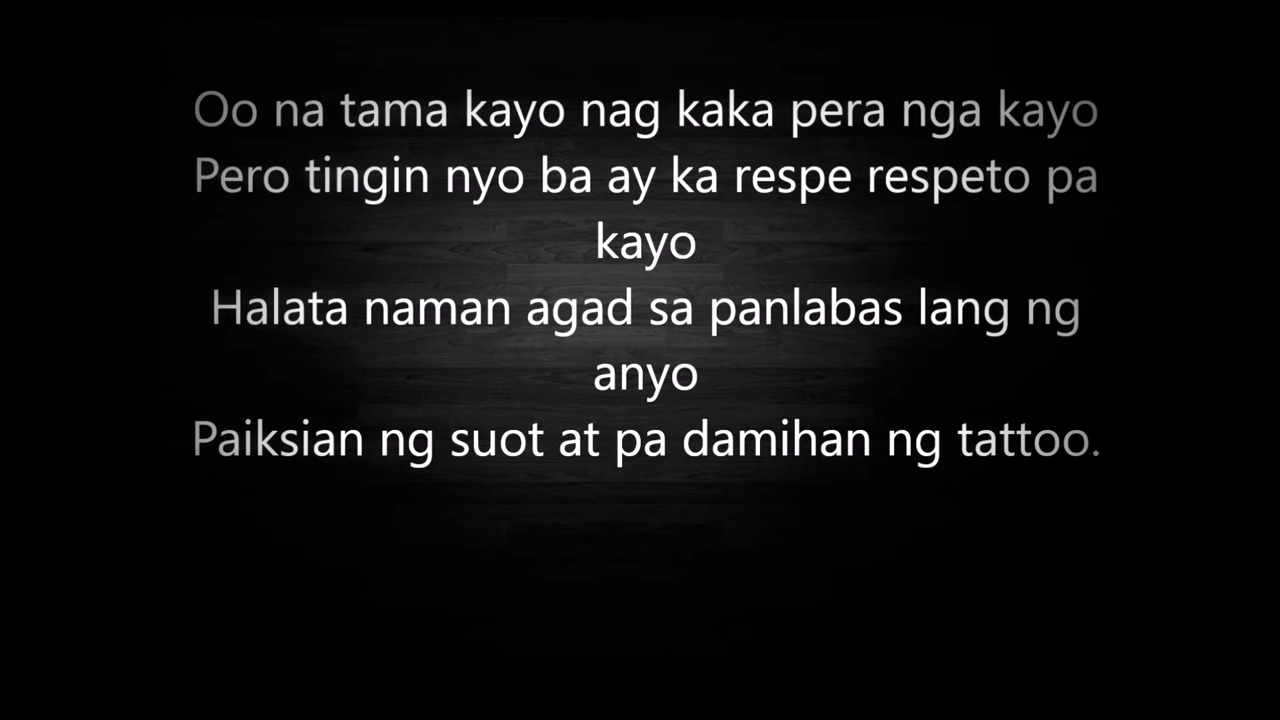 Oo na tama kayo nag kaka pera nga kayo
Pero tingin nyo ba ay ka respe respeto pa
kayo
Halata naman agad sa panlabas lang ng
anyo
Paiksian ng suot at pa damihan ng tattoo.